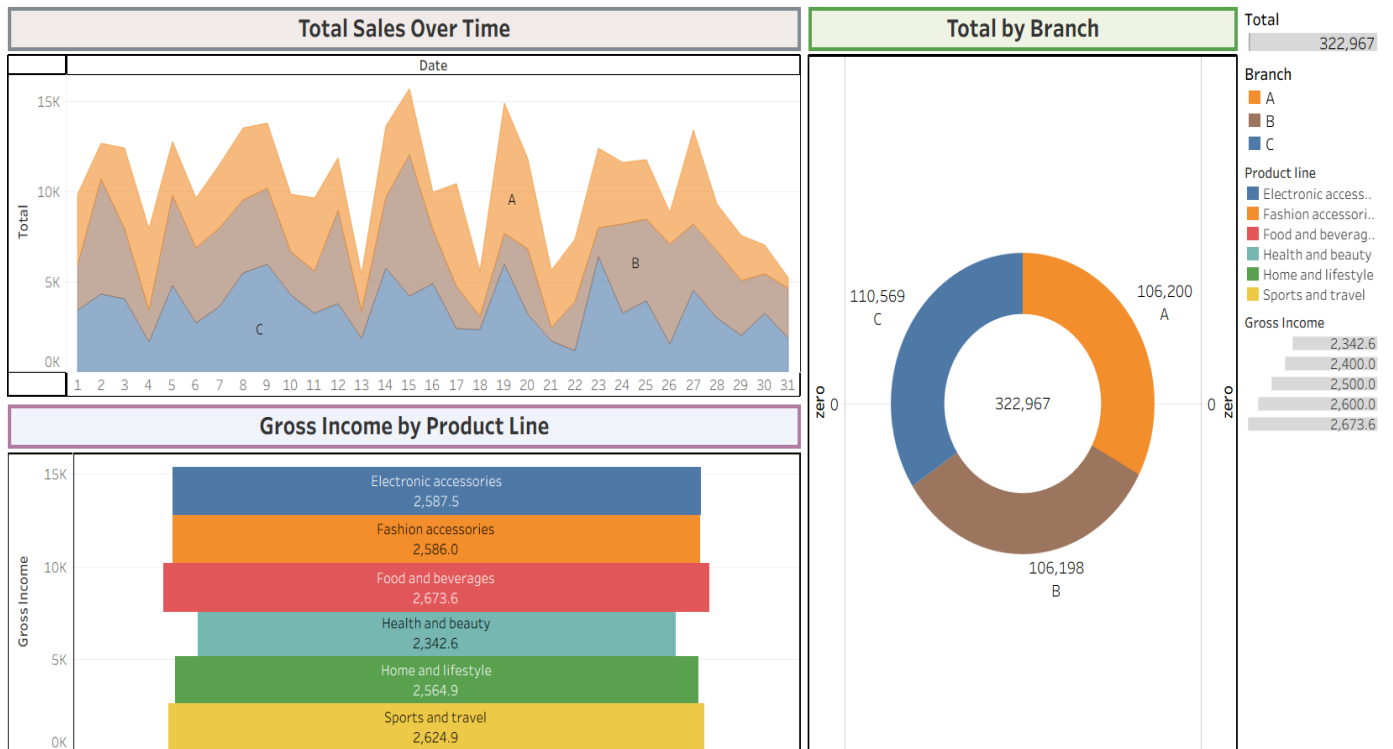 Total Sales Over Time
Date
Total
15K
10K
5K
0K
A
B
C
1 2 3 4 5 6 7 8 9 10 11 12 13 14 15 16 17 18 19 20 21 22 23 24 25 26 27 28 29 30 31
Gross Income by Product Line
Gross Income
15K
10K
5K
0K
Electronic accessories
2,587.5
Fashion accessories
2,586.0
Food and beverages
2,673.6
Health and beauty
2,342.6
Home and lifestyle
2,564.9
Sports and travel
2,624.9
Total by Branch
110,569
C
106,200
A
zero 0
322,967
0 zero
106,198
B
Total
322,967
Branch
A
B
C
Product line
Electronic access..
Fashion accessori..
Food and beverag..
Health and beauty
Home and lifestyle
Sports and travel
Gross Income
2,342.6
2,400.0
2,500.0
2,600.0
2,673.6